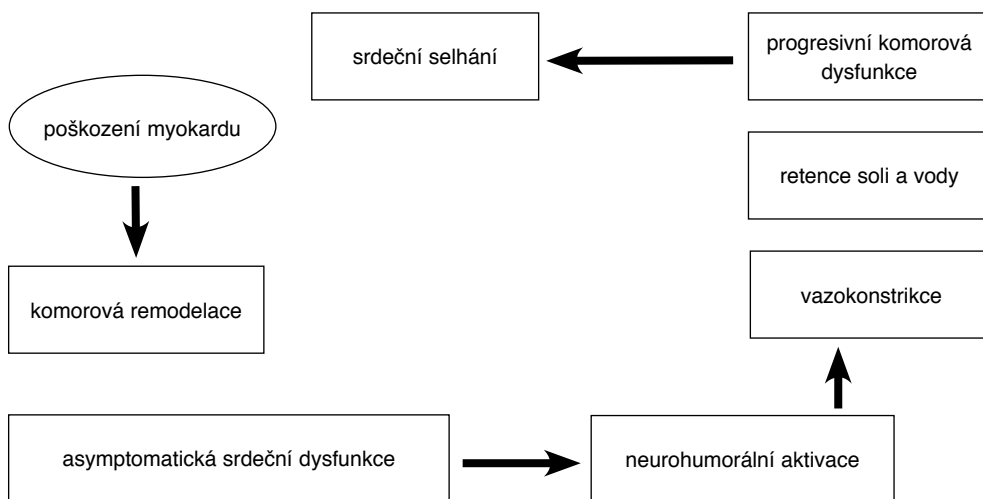 srdeční selhání
progresivní komorová
dysfunkce
poškození myokardu
retence soli a vody
komorová remodelace
vazokonstrikce
asymptomatická srdeční dysfunkce
neurohumorální aktivace